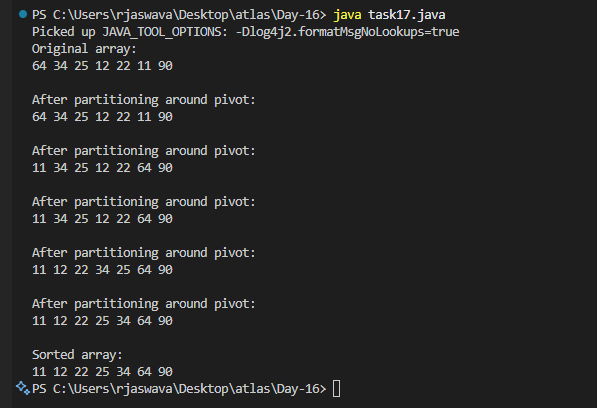 PS C:\Users\rjaswava\Desktop\atlas\Day-16> java task17.java
Picked up JAVA_TOOL_OPTIONS: -Dlog4j2.formatMsgNoLookups=true
Original array:
64 34 25 12 22 11 90
After partitioning around pivot:
64 34 25 12 22 11 90
After partitioning around pivot:
11 34 25 12 22 64 90
After partitioning around pivot:
11 34 25 12 22 64 90
After partitioning around pivot:
11 12 22 34 25 64 90
After partitioning around pivot:
11 12 22 25 34 64 90
Sorted array:
11 12 22 25 34 64 90
PS C:\Users\rjaswava\Desktop\atlas\Day-16>